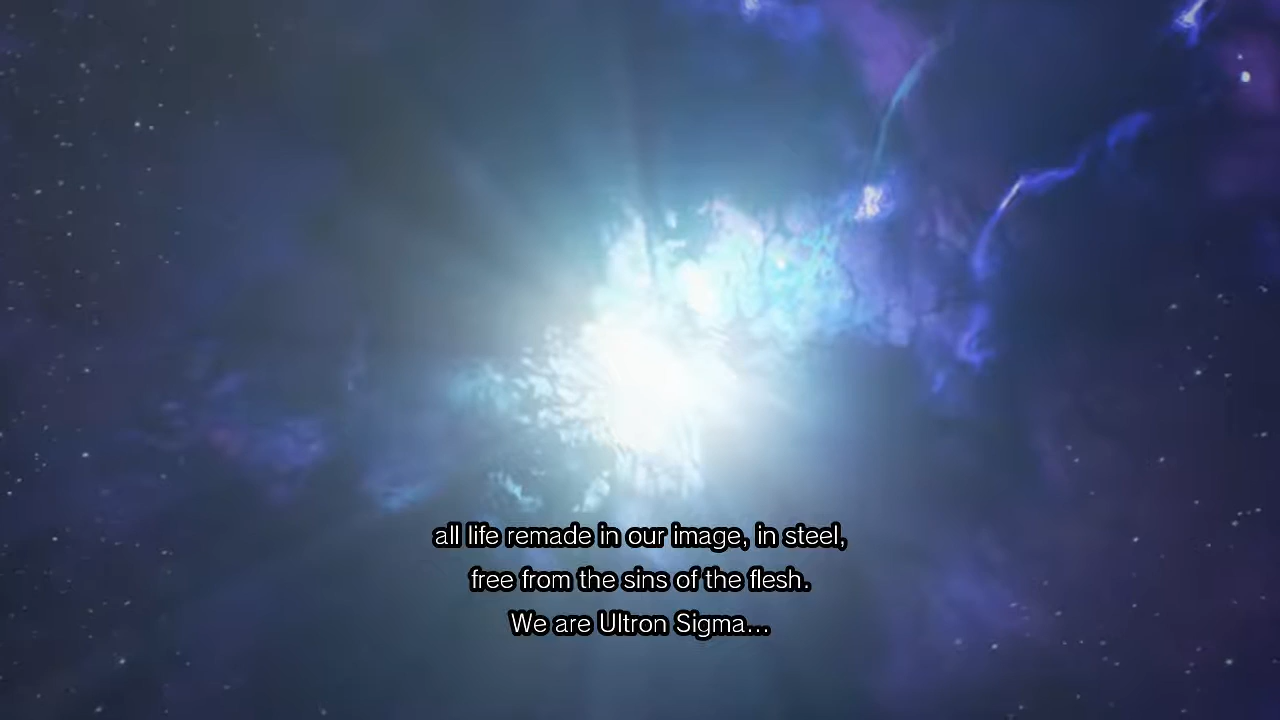 all life remade in our image, in steel,
free from the sins of the flesh.
We are Ultron Sigma...